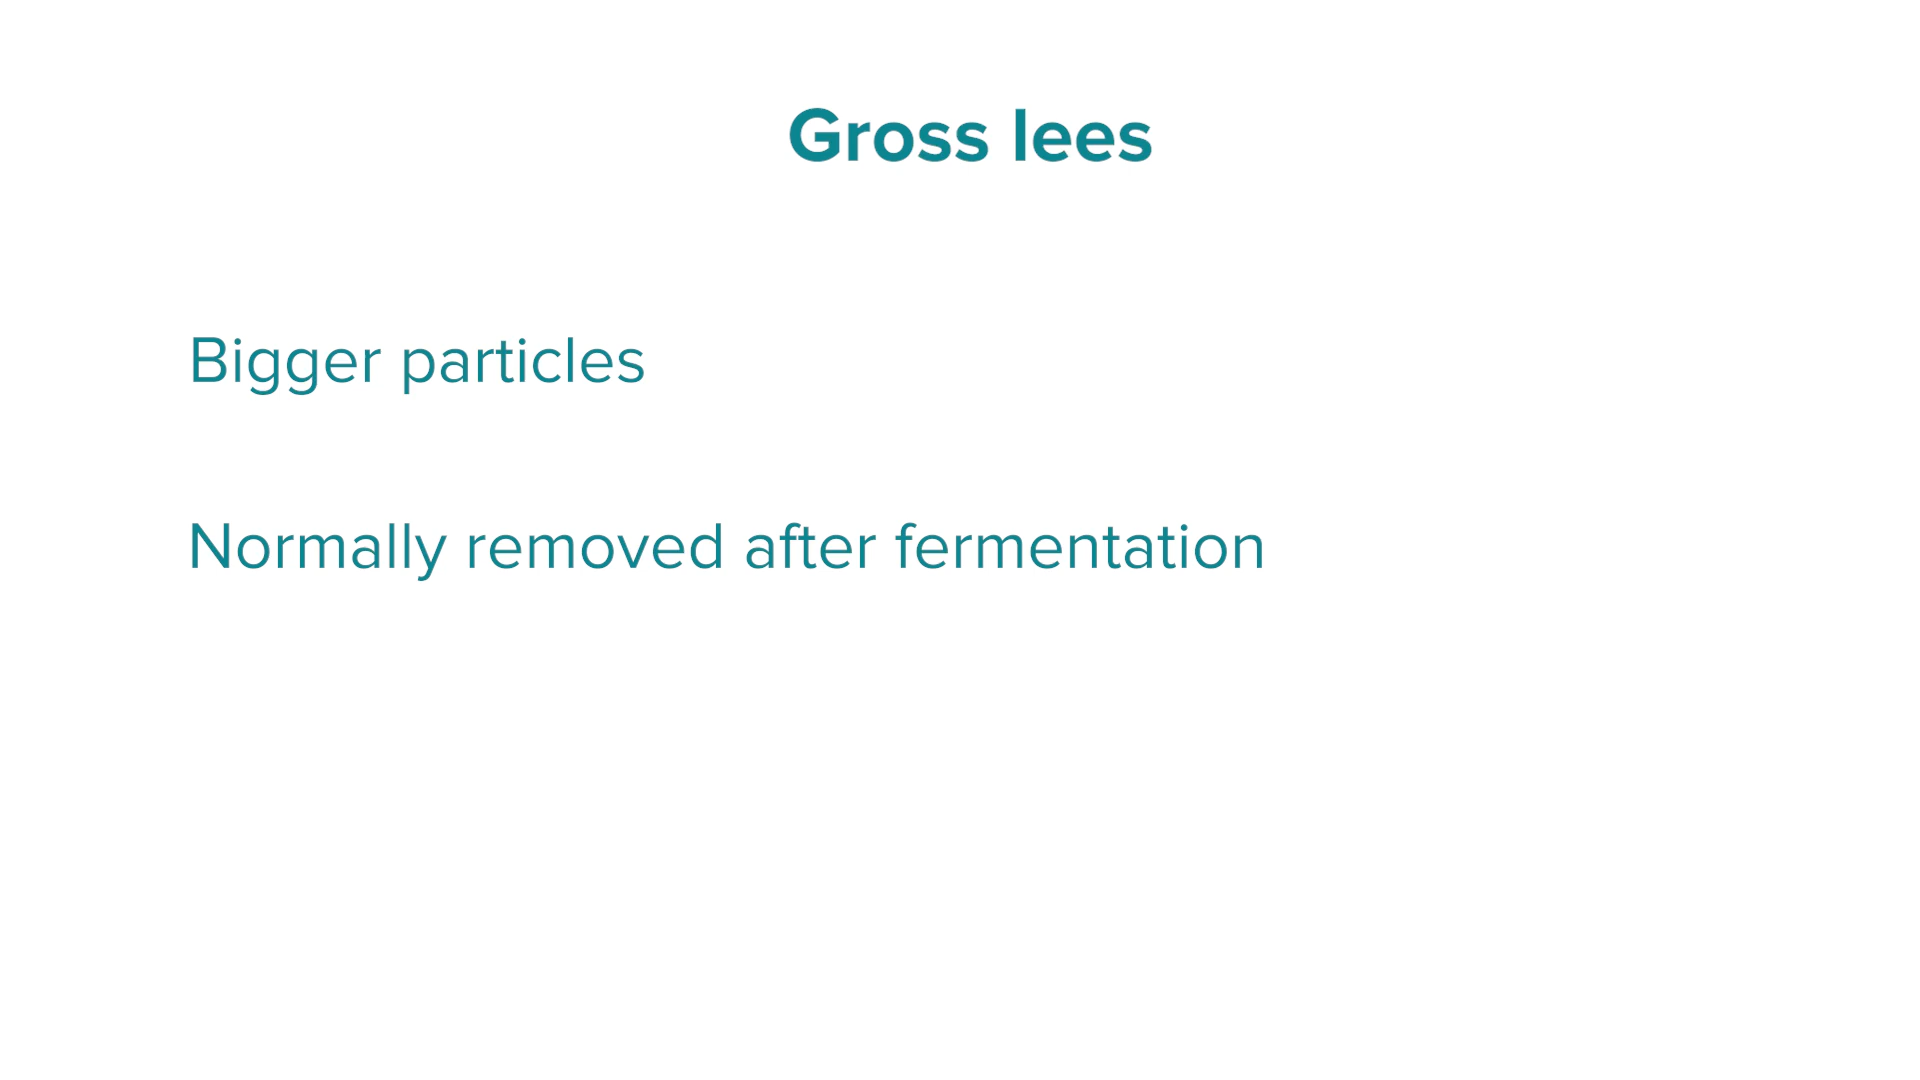 Gross lees
Bigger particles
Normally removed after fermentation